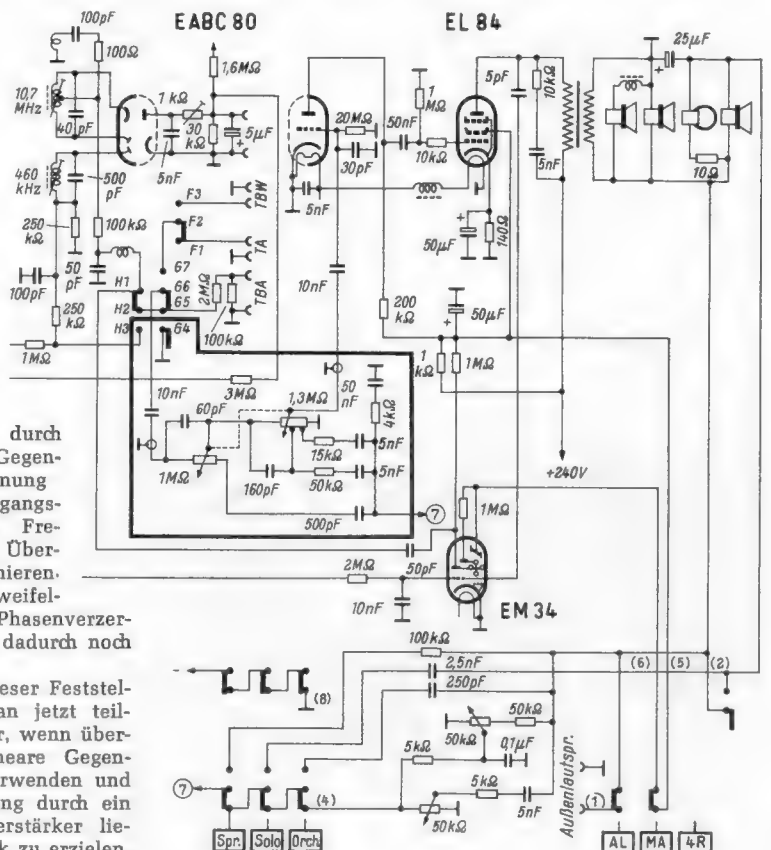 EABC 80
EL 84
100pF
100Ω
10,7
MHz
40pF
1 kΩ
30
kΩ
5nF
1,6MΩ
5µF
460
kHz
500
pF
250
kΩ
100kΩ
50
pF
100pF
250
kΩ
1MΩ
H1
H2
H3
F3
F2
F1
G7
G6
G5
G4
TBW
TA
TBA
2MΩ
100kΩ
20MΩ
30pF
5nF
50nF
1
MΩ
10kΩ
50µF
140Ω
5pF
10kΩ
5nF
25µF
10Ω
10nF
200
kΩ
50µF
1
kΩ
1MΩ
+240V
3MΩ
10nF
60pF
1MΩ
1,3MΩ
50
nF
4kΩ
15kΩ
5nF
50kΩ
5nF
160pF
500pF
7
50pF
1MΩ
2MΩ
10nF
EM 34
durch
Gegen-
nung
gangs-
Fre-
Über-
nieren.
weifel-
Phasenverzer-
dadurch noch
ieser Feststel-
an jetzt teil-
r, wenn über-
neare Gegen-
erwenden und
ng durch ein
erstärker lie-
k zu erzielen.
100kΩ
2,5nF
250pF
(6)
(5)
(2)
(8)
50kΩ
50kΩ
5kΩ
0,1µF
5kΩ
5nF
50kΩ
7
(4)
Außenlautspr.
(1)
Spr.
Solo
Orch
AL
MA
4R